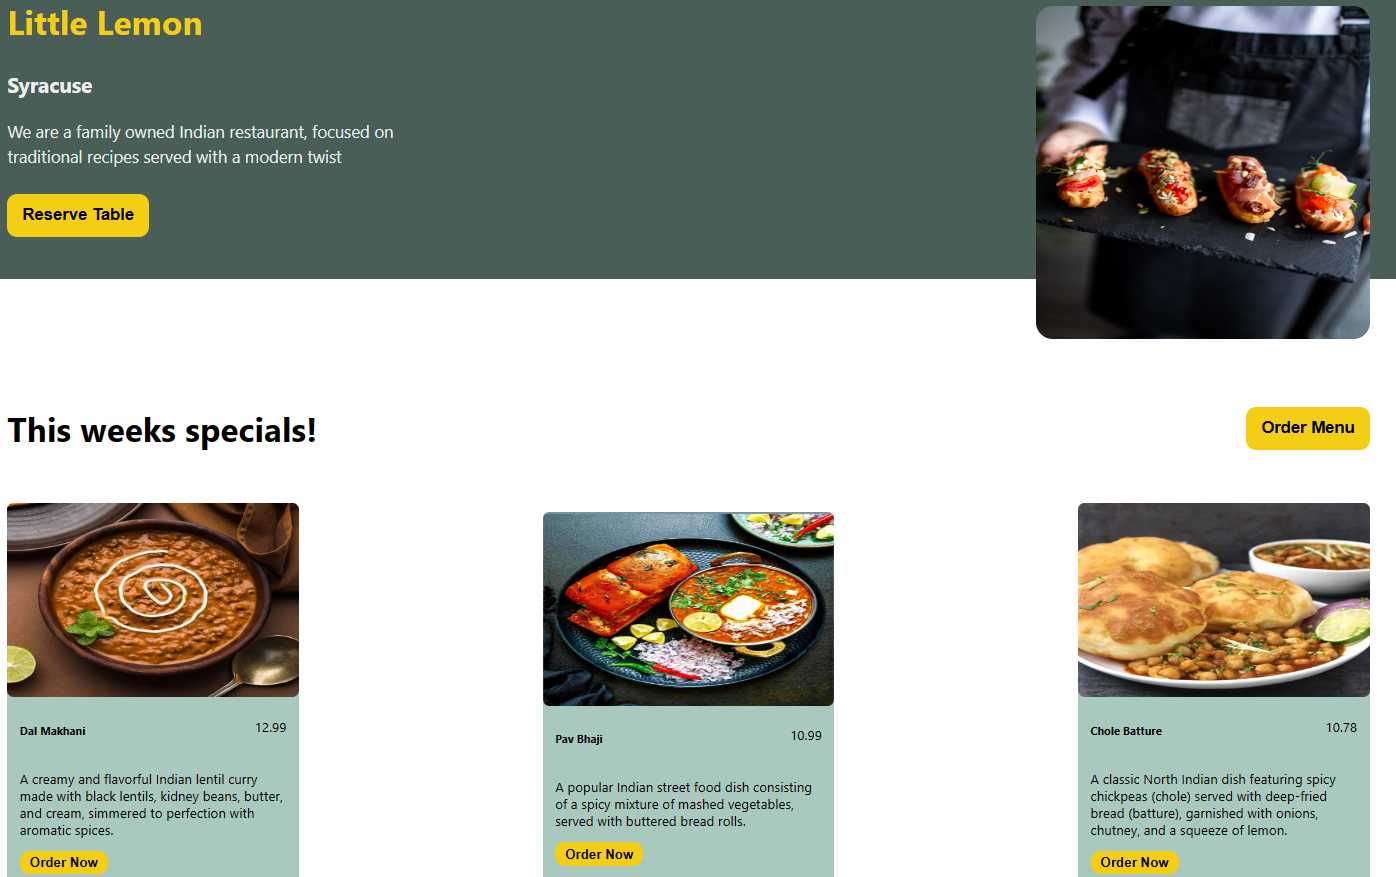 Little Lemon
Syracuse
We are a family owned Indian restaurant, focused on
traditional recipes served with a modern twist
Reserve Table
This weeks specials!
Order Menu
Dal Makhani
12.99
A creamy and flavorful Indian lentil curry
made with black lentils, kidney beans, butter,
and cream, simmered to perfection with
aromatic spices.
Order Now
Pav Bhaji
10.99
A popular Indian street food dish consisting
of a spicy mixture of mashed vegetables,
served with buttered bread rolls.
Order Now
Chole Batture
10.78
A classic North Indian dish featuring spicy
chickpeas (chole) served with deep-fried
bread (batture), garnished with onions,
chutney, and a squeeze of lemon.
Order Now